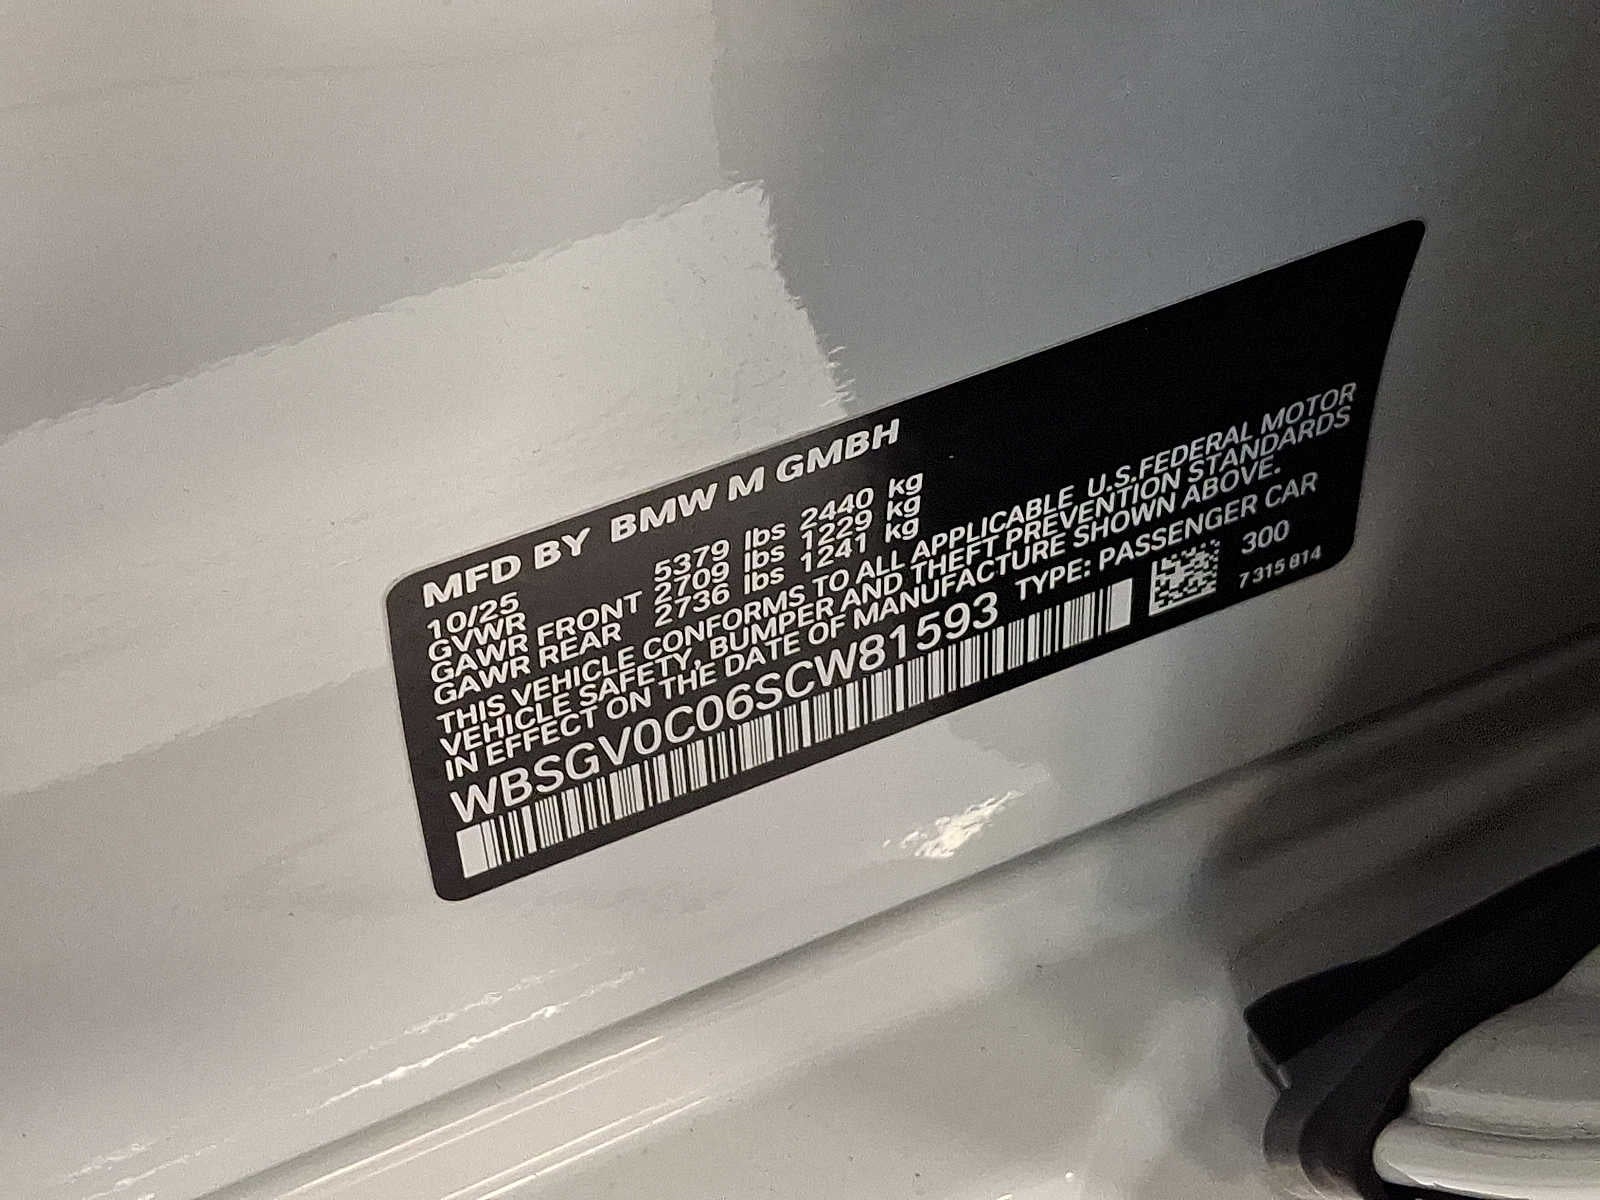 MFD BY BMW M GMBH
10/25
GVWR 5379 lbs 2440 kg
GAWR FRONT 2709 lbs 1229 kg
GAWR REAR 2736 lbs 1241 kg
THIS VEHICLE CONFORMS TO ALL APPLICABLE U.S.FEDERAL MOTOR
VEHICLE SAFETY, BUMPER AND THEFT PREVENTION STANDARDS
IN EFFECT ON THE DATE OF MANUFACTURE SHOWN ABOVE.
WBSGV0C06SCW81593 TYPE: PASSENGER CAR
300
7 315 814